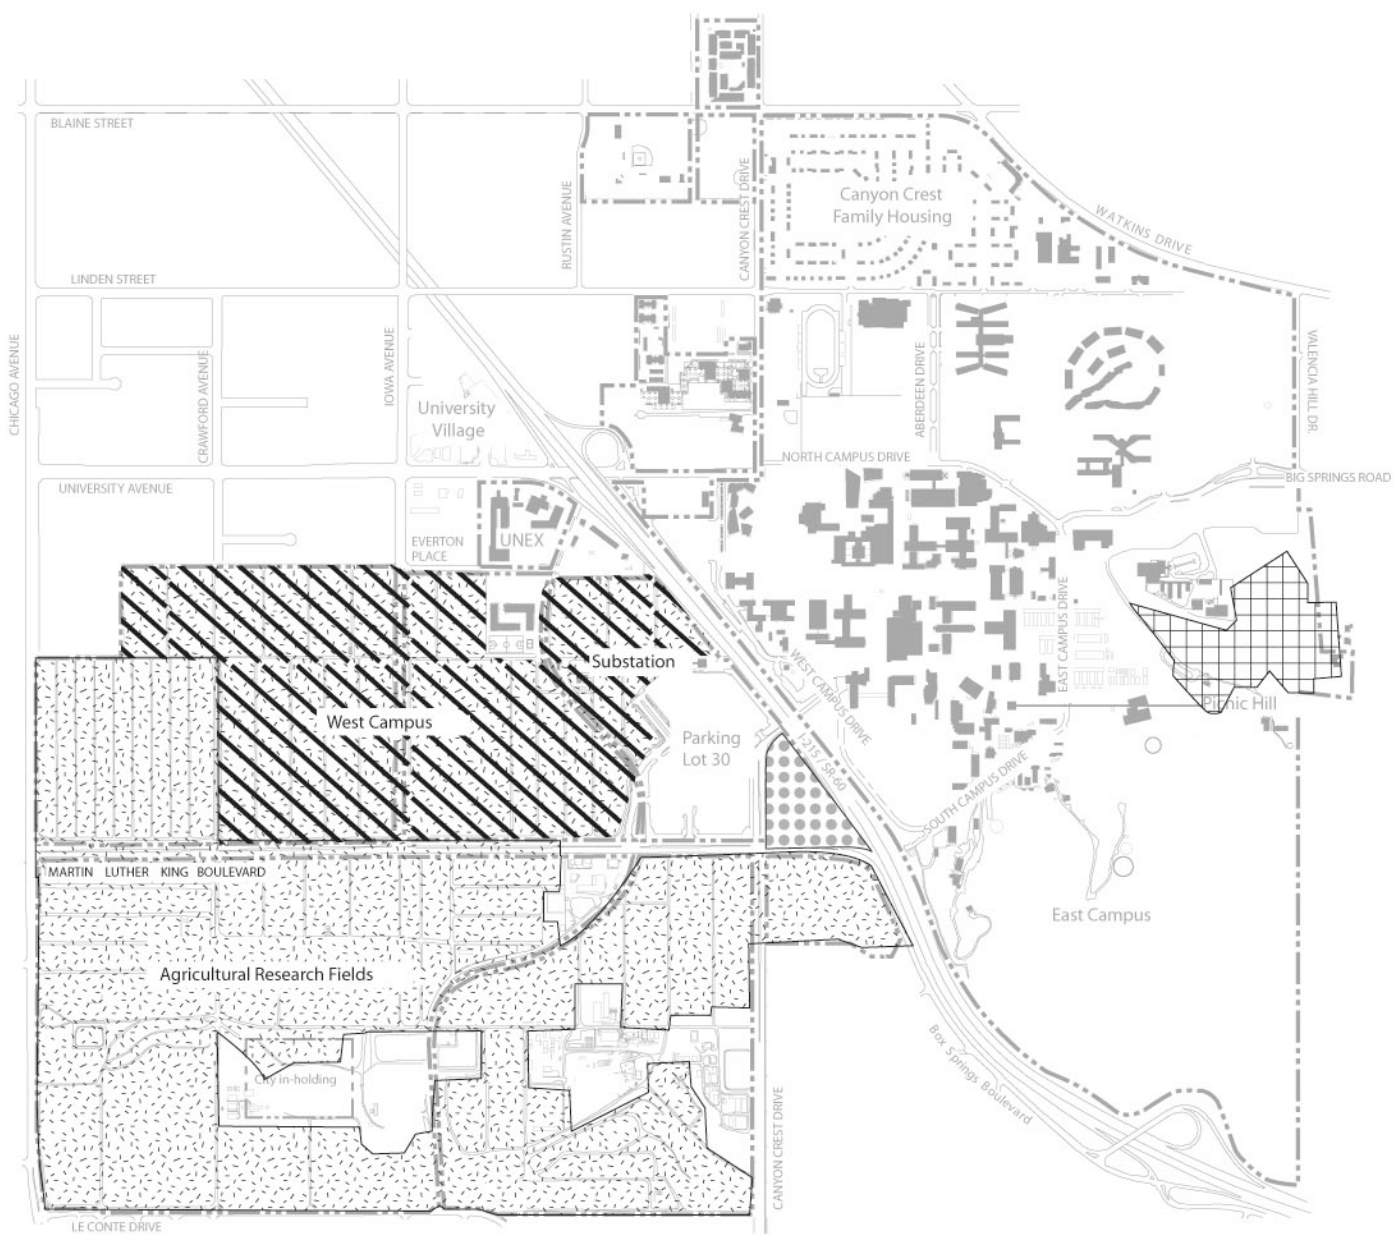 BLAINE STREET
RUSTIN AVENUE
CANYON CREST DRIVE
Canyon Crest
Family Housing
WATKINS DRIVE
LINDEN STREET
CHICAGO AVENUE
CRAWFORD AVENUE
IOWA AVENUE
University
Village
ABERDEEN DRIVE
VALENCIA HILL DR.
NORTH CAMPUS DRIVE
UNIVERSITY AVENUE
BIG SPRINGS ROAD
EVERTON
PLACE
UNEX
EAST CAMPUS DRIVE
Substation
WEST CAMPUS DRIVE
West Campus
Parking
Lot 30
I-215 / SR-60
Picnic Hill
SOUTH CAMPUS DRIVE
MARTIN LUTHER KING BOULEVARD
East Campus
Agricultural Research Fields
City in-holding
Box Springs Boulevard
CANYON CREST DRIVE
LE CONTE DRIVE